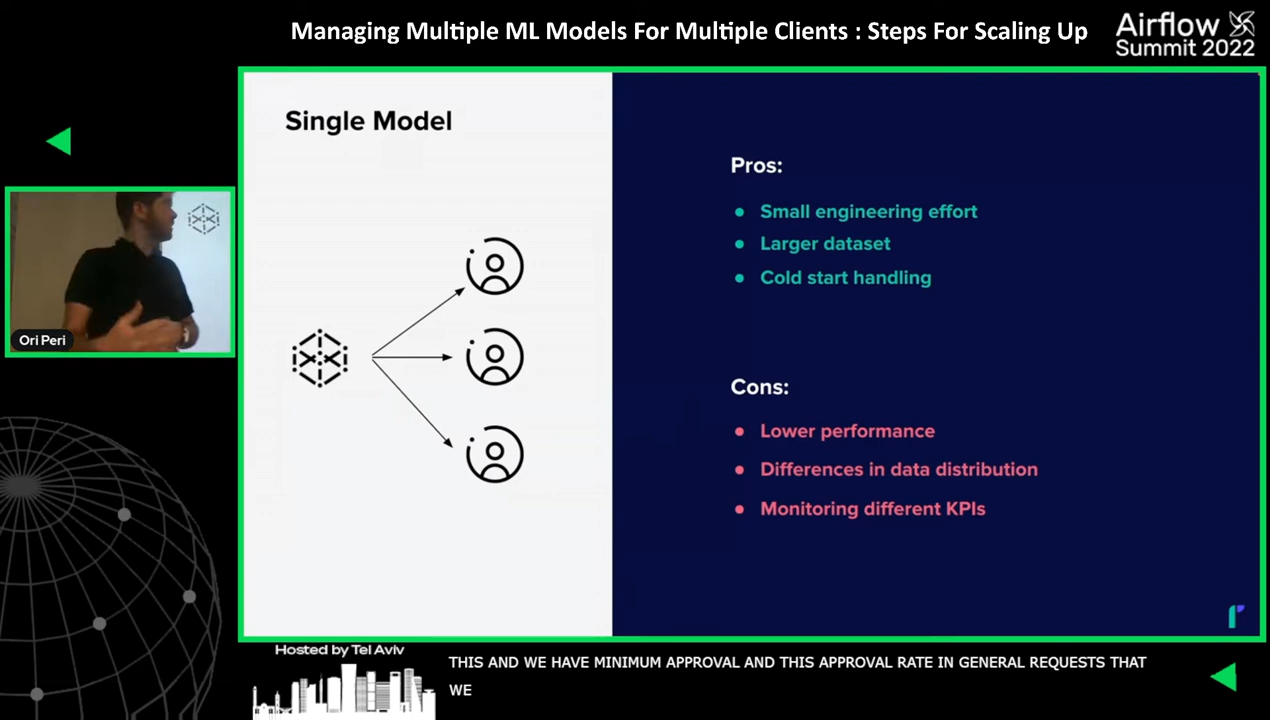 Managing Multiple ML Models For Multiple Clients : Steps For Scaling Up
Airflow
Summit 2022
Single Model
Pros:
Small engineering effort
Larger dataset
Cold start handling
Cons:
Lower performance
Differences in data distribution
Monitoring different KPIs
Ori Peri
Hosted by Tel Aviv
THIS AND WE HAVE MINIMUM APPROVAL AND THIS APPROVAL RATE IN GENERAL REQUESTS THAT
WE